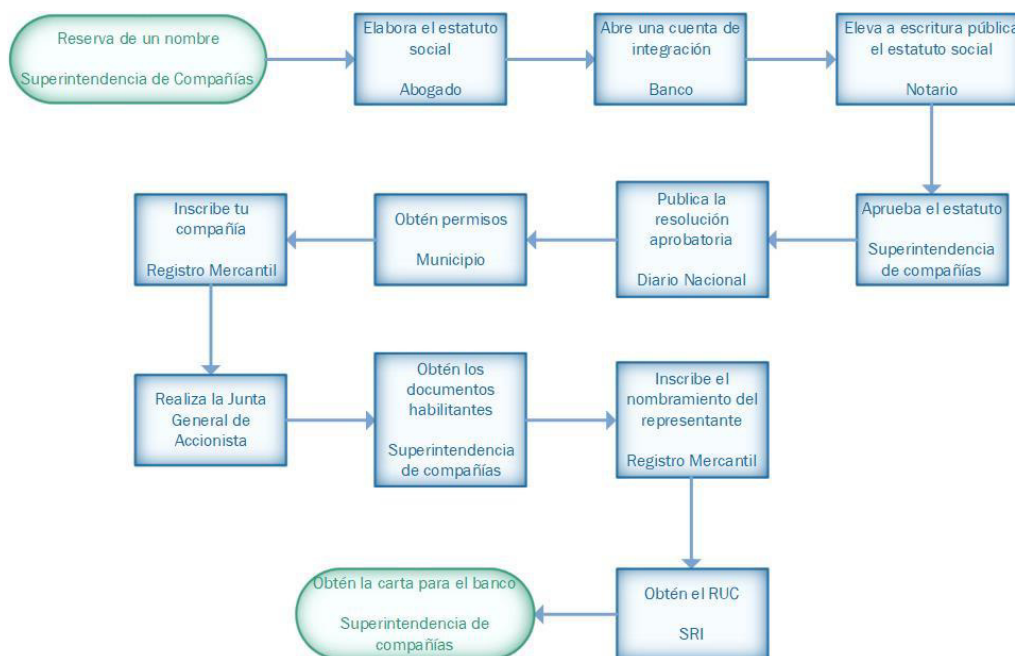 Reserva de un nombre
Superintendencia de Compañías
Elabora el estatuto
social
Abogado
Abre una cuenta de
integración
Banco
Eleva a escritura pública
el estatuto social
Notario
Aprueba el estatuto
Superintendencia
de compañías
Publica la
resolución
aprobatoria
Diario Nacional
Obtén permisos
Municipio
Inscribe tu
compañía
Registro Mercantil
Realiza la Junta
General de
Accionista
Obtén los
documentos
habilitantes
Superintendencia
de compañías
Inscribe el
nombramiento del
representante
Registro Mercantil
Obtén el RUC
SRI
Obtén la carta para el banco
Superintendencia de
compañías